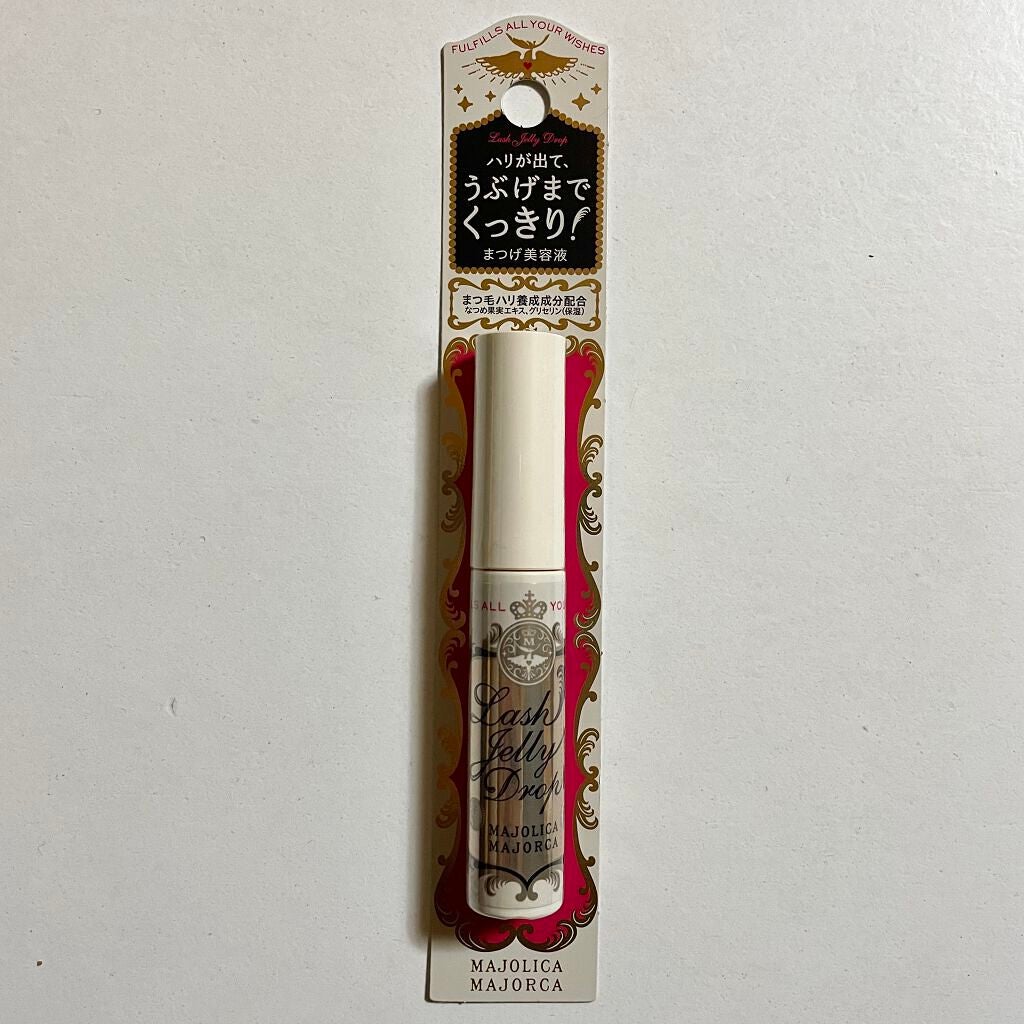 FULFILLS ALL YOUR WISHES
Lash Jelly Drop
ハリが出て、
うぶげまで
くっきり!
まつげ美容液
まつ毛ハリ養成成分配合
なつめ果実エキス、グリセリン(保湿)
ALL YOU
M
Lash
Jelly
Drop
MAJOLICA
MAJORCA
MAJOLICA
MAJORCA